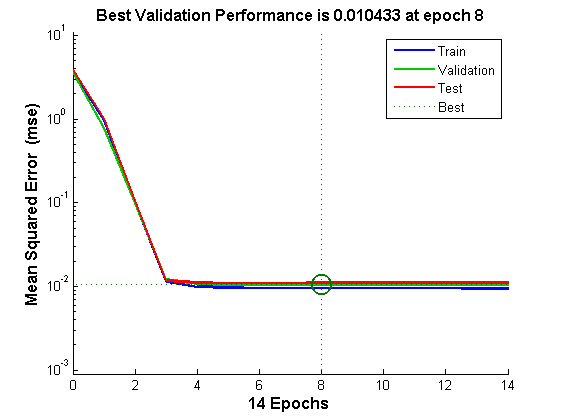 Best Validation Performance is 0.010433 at epoch 8
Mean Squared Error (mse)
10^1
10^0
10^-1
10^-2
10^-3
Train
Validation
Test
Best
0 2 4 6 8 10 12 14
14 Epochs